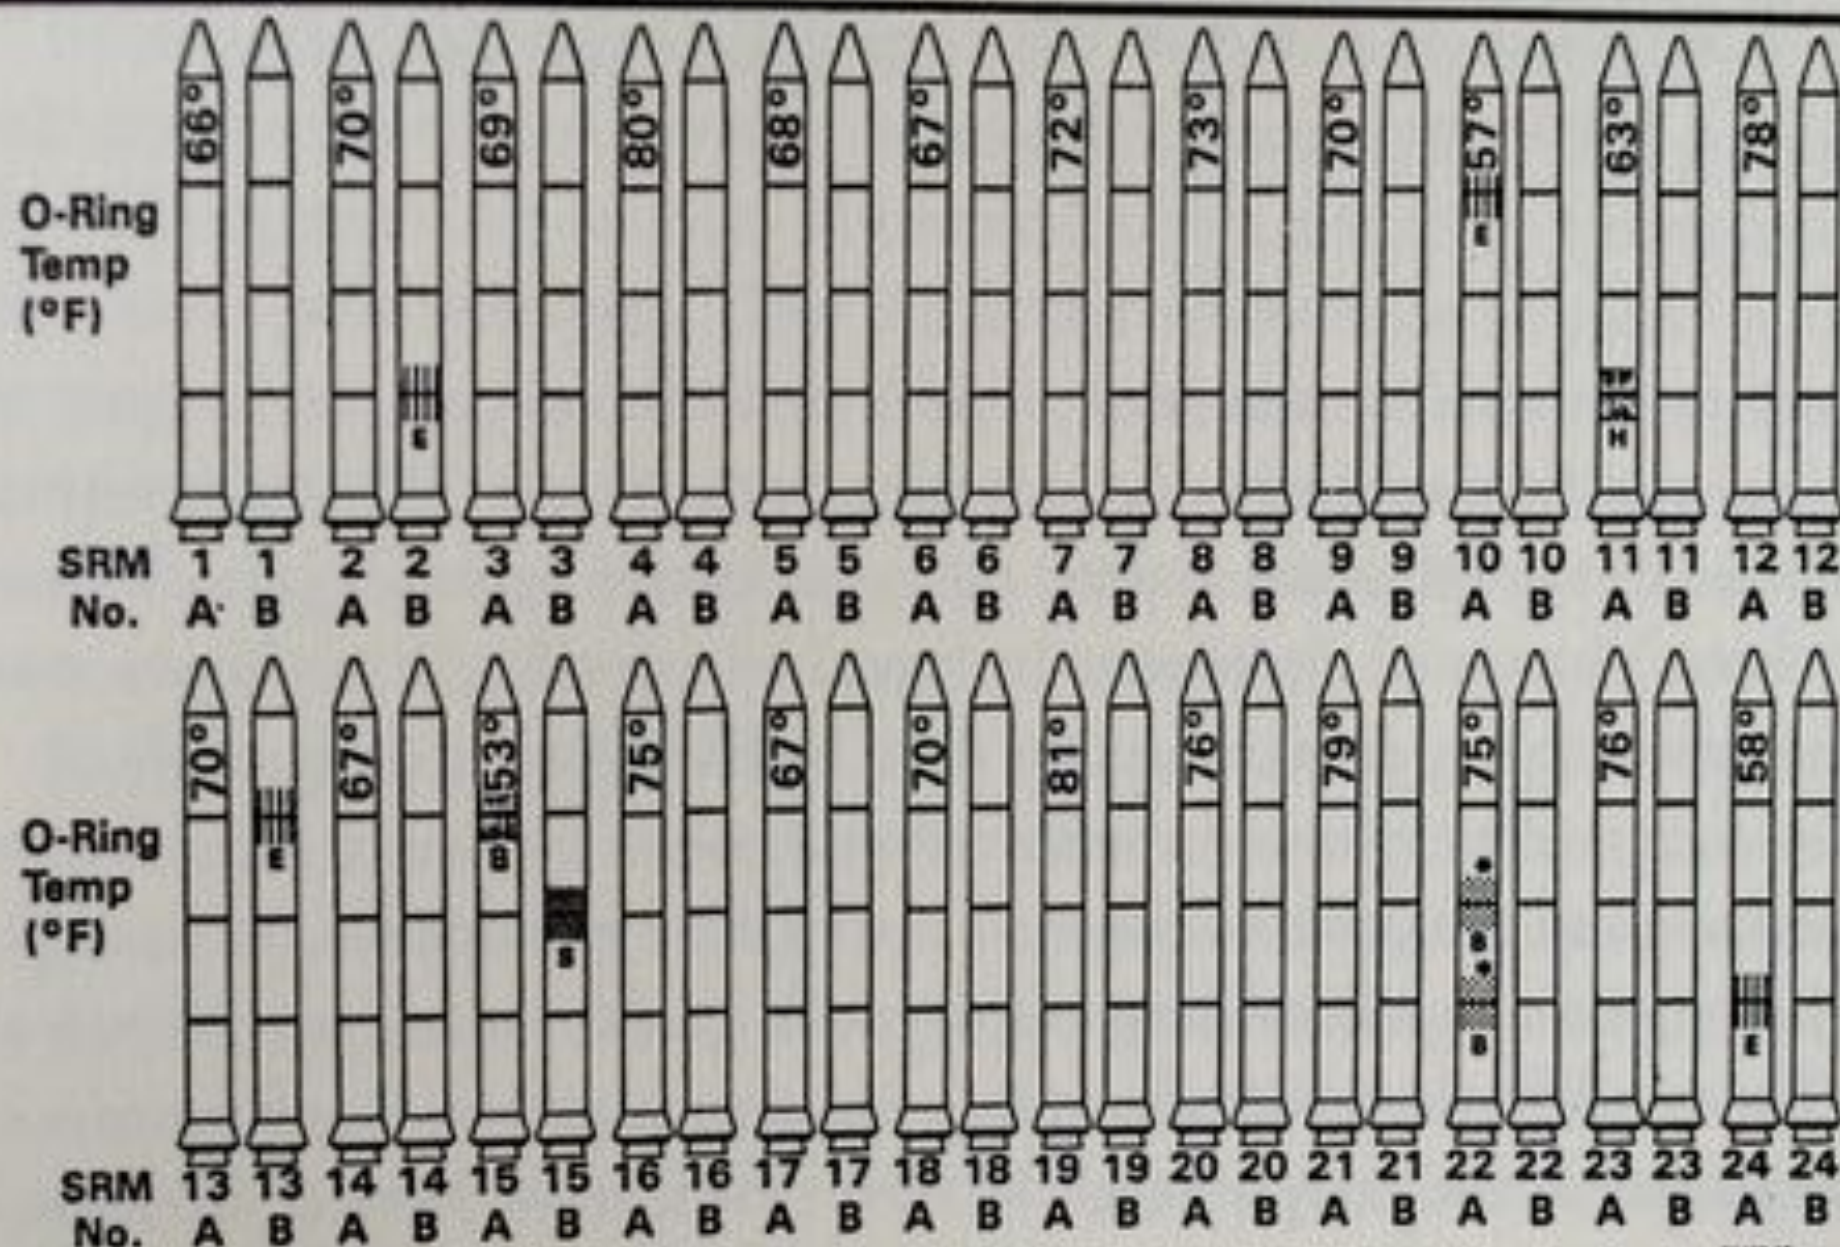 66° 70° 69° 80° 68° 67° 72° 73° 70° 57° 63° 78°
O-Ring
Temp
(°F)
E
E H
SRM 1 1 2 2 3 3 4 4 5 5 6 6 7 7 8 8 9 9 10 10 11 11 12 12
No. A B A B A B A B A B A B A B A B A B A B A B A B
70° 67° 53° 75° 67° 70° 81° 76° 79° 75° 76° 58°
O-Ring
Temp
(°F)
E B
S B
B E
SRM 13 13 14 14 15 15 16 16 17 17 18 18 19 19 20 20 21 21 22 22 23 23 24 24
No. A B A B A B A B A B A B A B A B A B A B A B A B